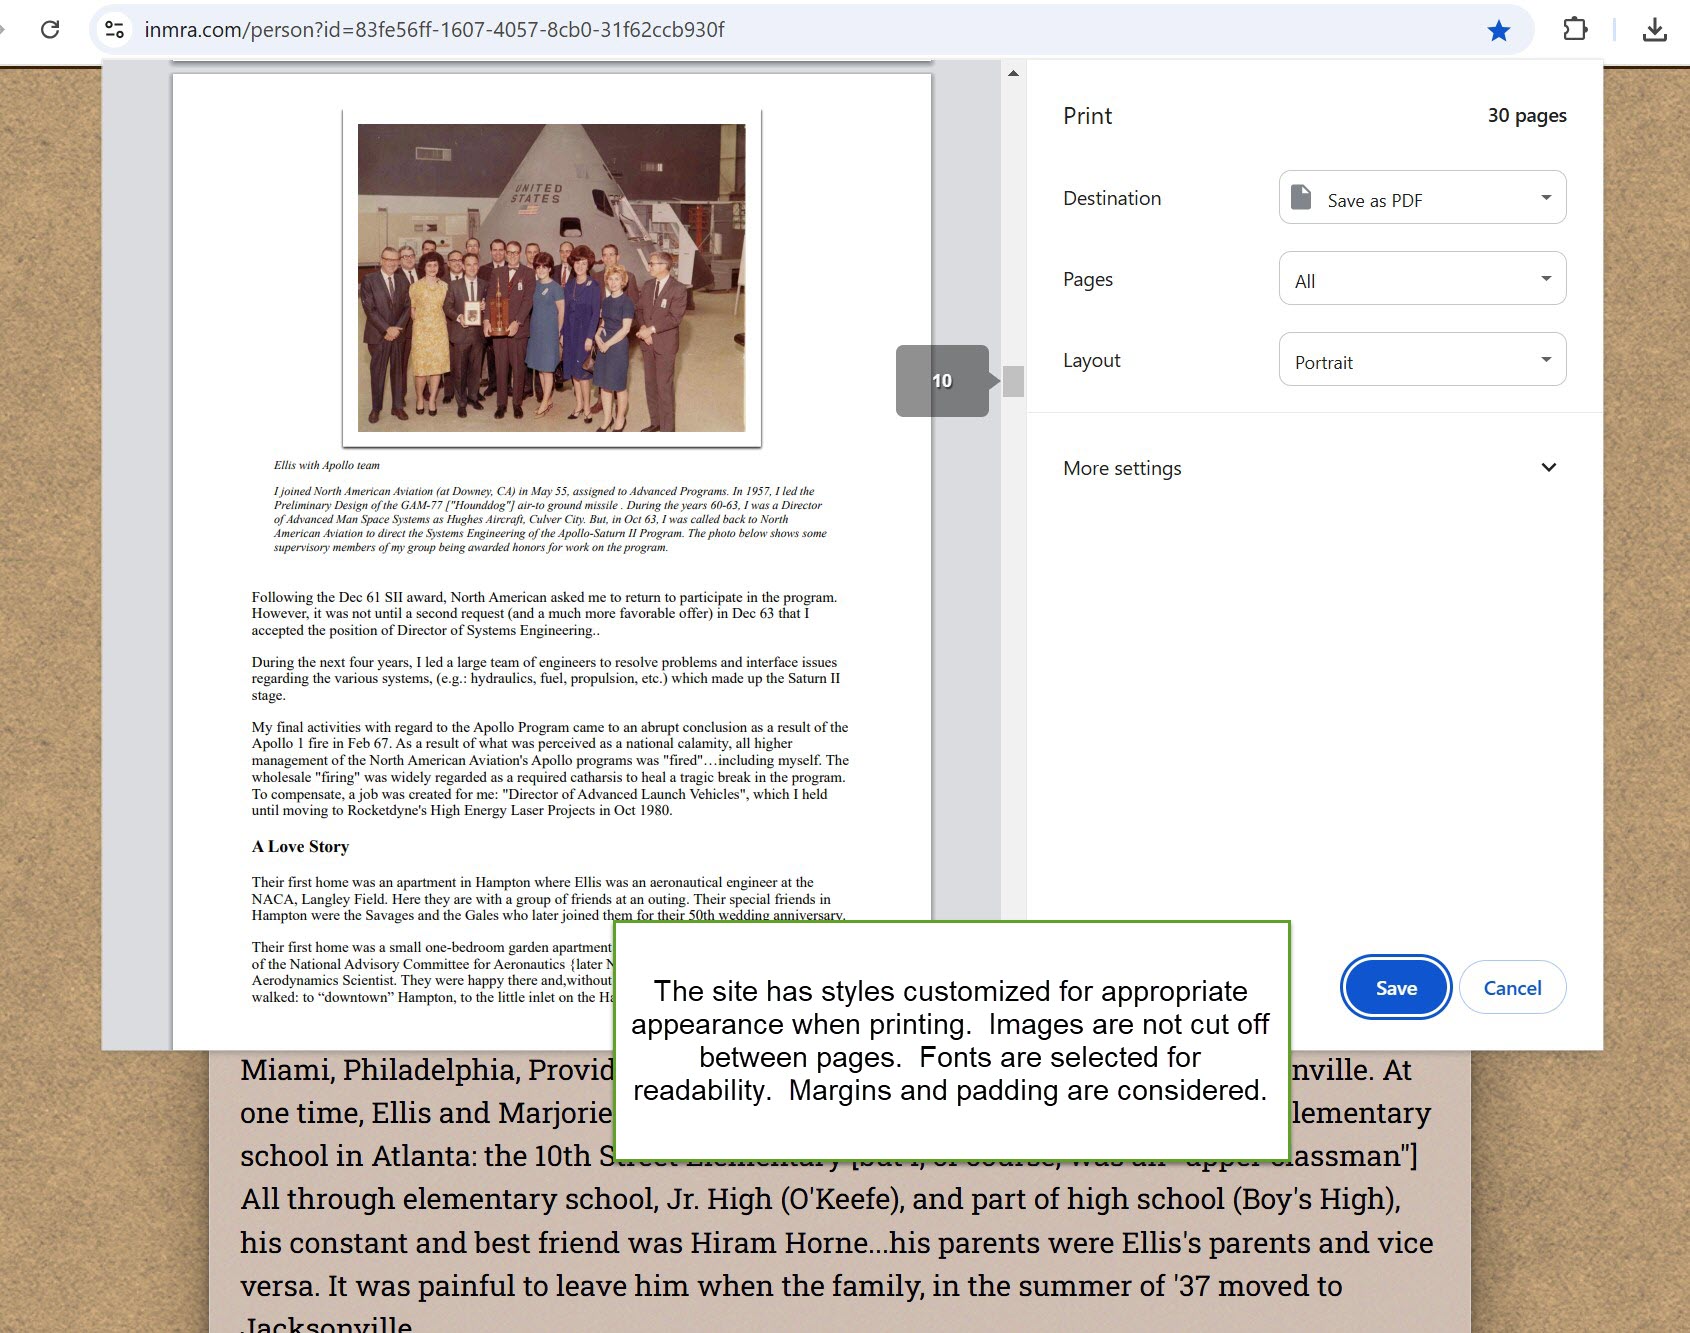 inmra.com/person?id=83fe56ff-1607-4057-8cb0-31f62ccb930f
UNITED
STATES
Ellis with Apollo team
I joined North American Aviation (at Downey, CA) in May 55, assigned to Advanced Programs. In 1957, I led the
Preliminary Design of the GAM-77 ["Hounddog"] air-to ground missile . During the years 60-63, I was a Director
of Advanced Man Space Systems as Hughes Aircraft, Culver City. But, in Oct 63, I was called back to North
American Aviation to direct the Systems Engineering of the Apollo-Saturn II Program. The photo below shows some
supervisory members of my group being awarded honors for work on the program.
Following the Dec 61 SII award, North American asked me to return to participate in the program.
However, it was not until a second request (and a much more favorable offer) in Dec 63 that I
accepted the position of Director of Systems Engineering..
During the next four years, I led a large team of engineers to resolve problems and interface issues
regarding the various systems, (e.g.: hydraulics, fuel, propulsion, etc.) which made up the Saturn II
stage.
My final activities with regard to the Apollo Program came to an abrupt conclusion as a result of the
Apollo 1 fire in Feb 67. As a result of what was perceived as a national calamity, all higher
management of the North American Aviation's Apollo programs was "fired"…including myself. The
wholesale "firing" was widely regarded as a required catharsis to heal a tragic break in the program.
To compensate, a job was created for me: "Director of Advanced Launch Vehicles", which I held
until moving to Rocketdyne's High Energy Laser Projects in Oct 1980.
A Love Story
Their first home was an apartment in Hampton where Ellis was an aeronautical engineer at the
NACA, Langley Field. Here they are with a group of friends at an outing. Their special friends in
Hampton were the Savages and the Gales who later joined them for their 50th wedding anniversary.
Their first home was a small one-bedroom garden apartment
of the National Advisory Committee for Aeronautics {later N
Aerodynamics Scientist. They were happy there and,without
walked: to “downtown” Hampton, to the little inlet on the Ha
10
Print
30 pages
Destination
Save as PDF
Pages
All
Layout
Portrait
More settings
Save
Cancel
The site has styles customized for appropriate
appearance when printing.  Images are not cut off
between pages.  Fonts are selected for
readability.  Margins and padding are considered.
Miami, Philadelphia, Provid nville. At
one time, Ellis and Marjorie lementary
school in Atlanta: the 10th Street Elementary [but I, of course, was an "upper classman"]
All through elementary school, Jr. High (O'Keefe), and part of high school (Boy's High),
his constant and best friend was Hiram Horne...his parents were Ellis's parents and vice
versa. It was painful to leave him when the family, in the summer of '37 moved to
Jacksonville